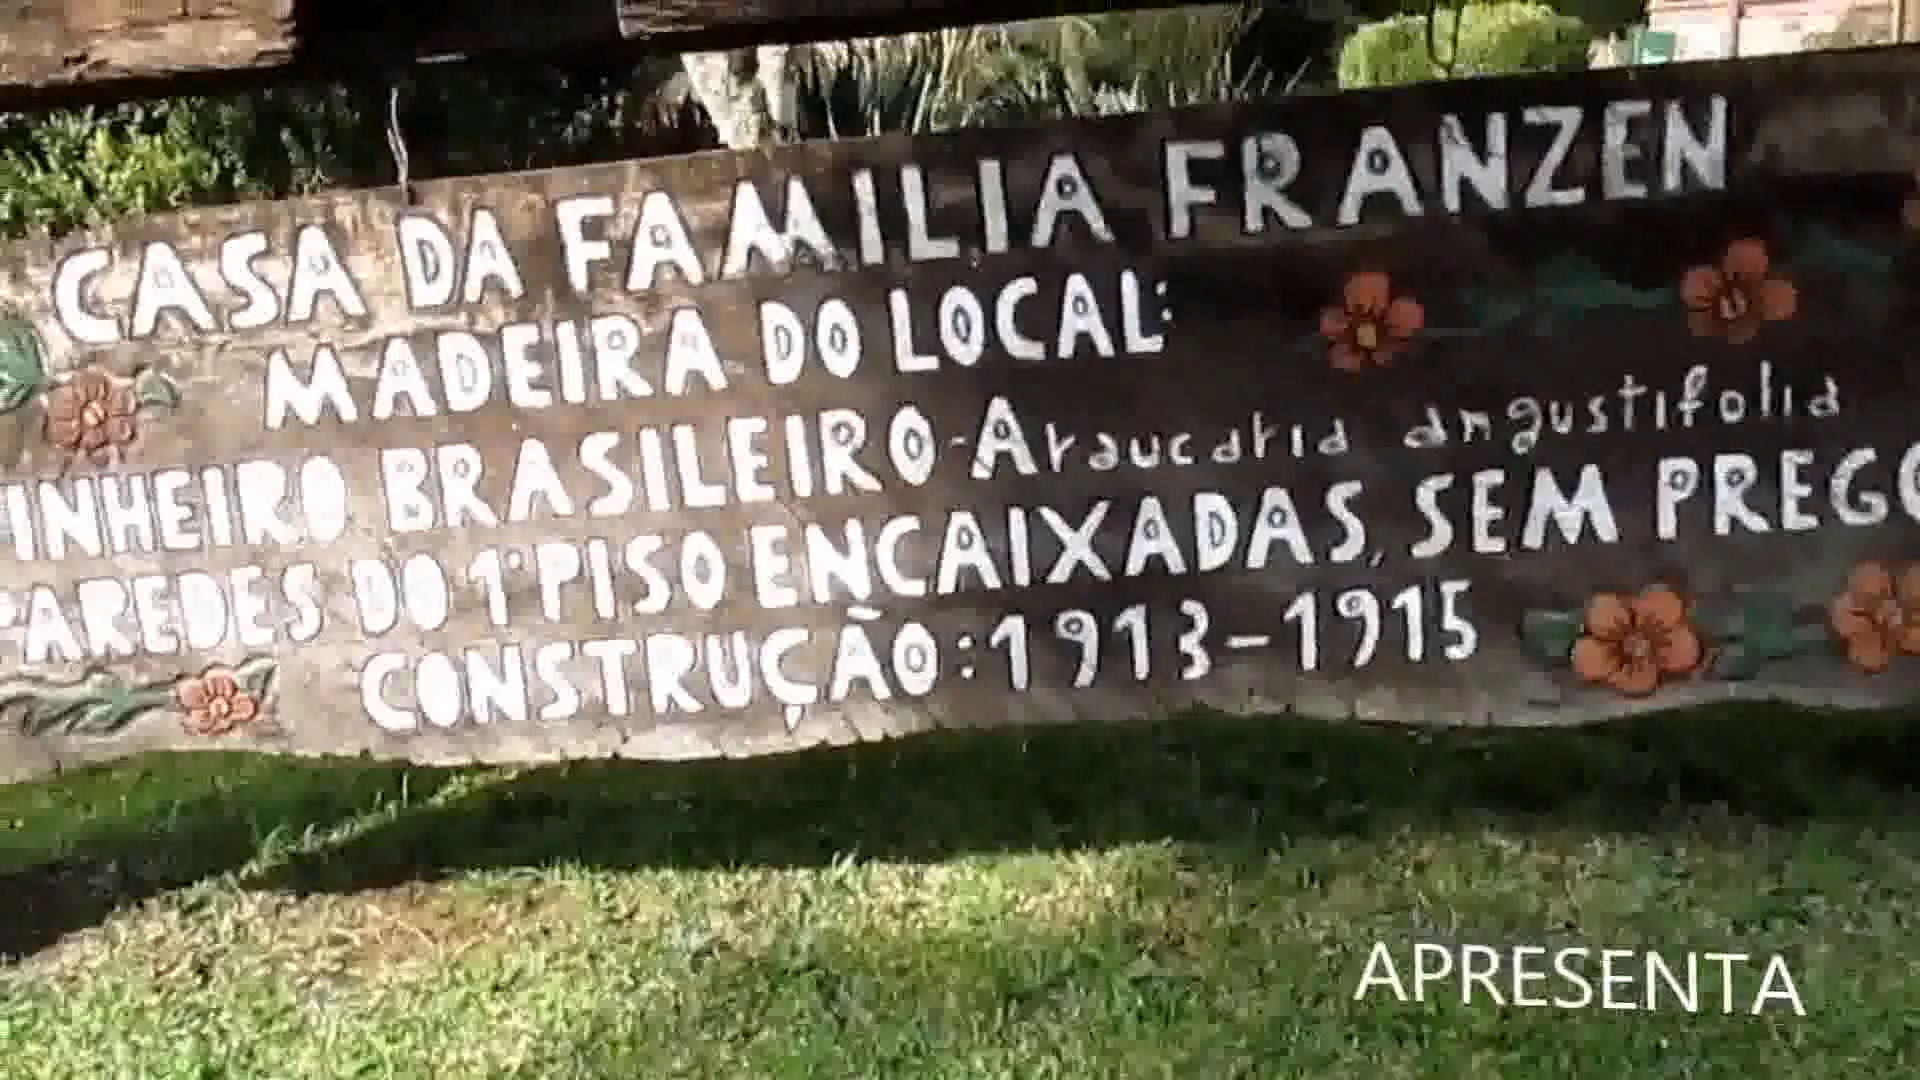 CASA DA FAMILIA FRANZEN
MADEIRA DO LOCAL:
INHEIRO BRASILEIRO-Araucaria angustifolia
PAREDES DO 1º PISO ENCAIXADAS, SEM PREGO
CONSTRUÇÃO: 1913-1915
APRESENTA